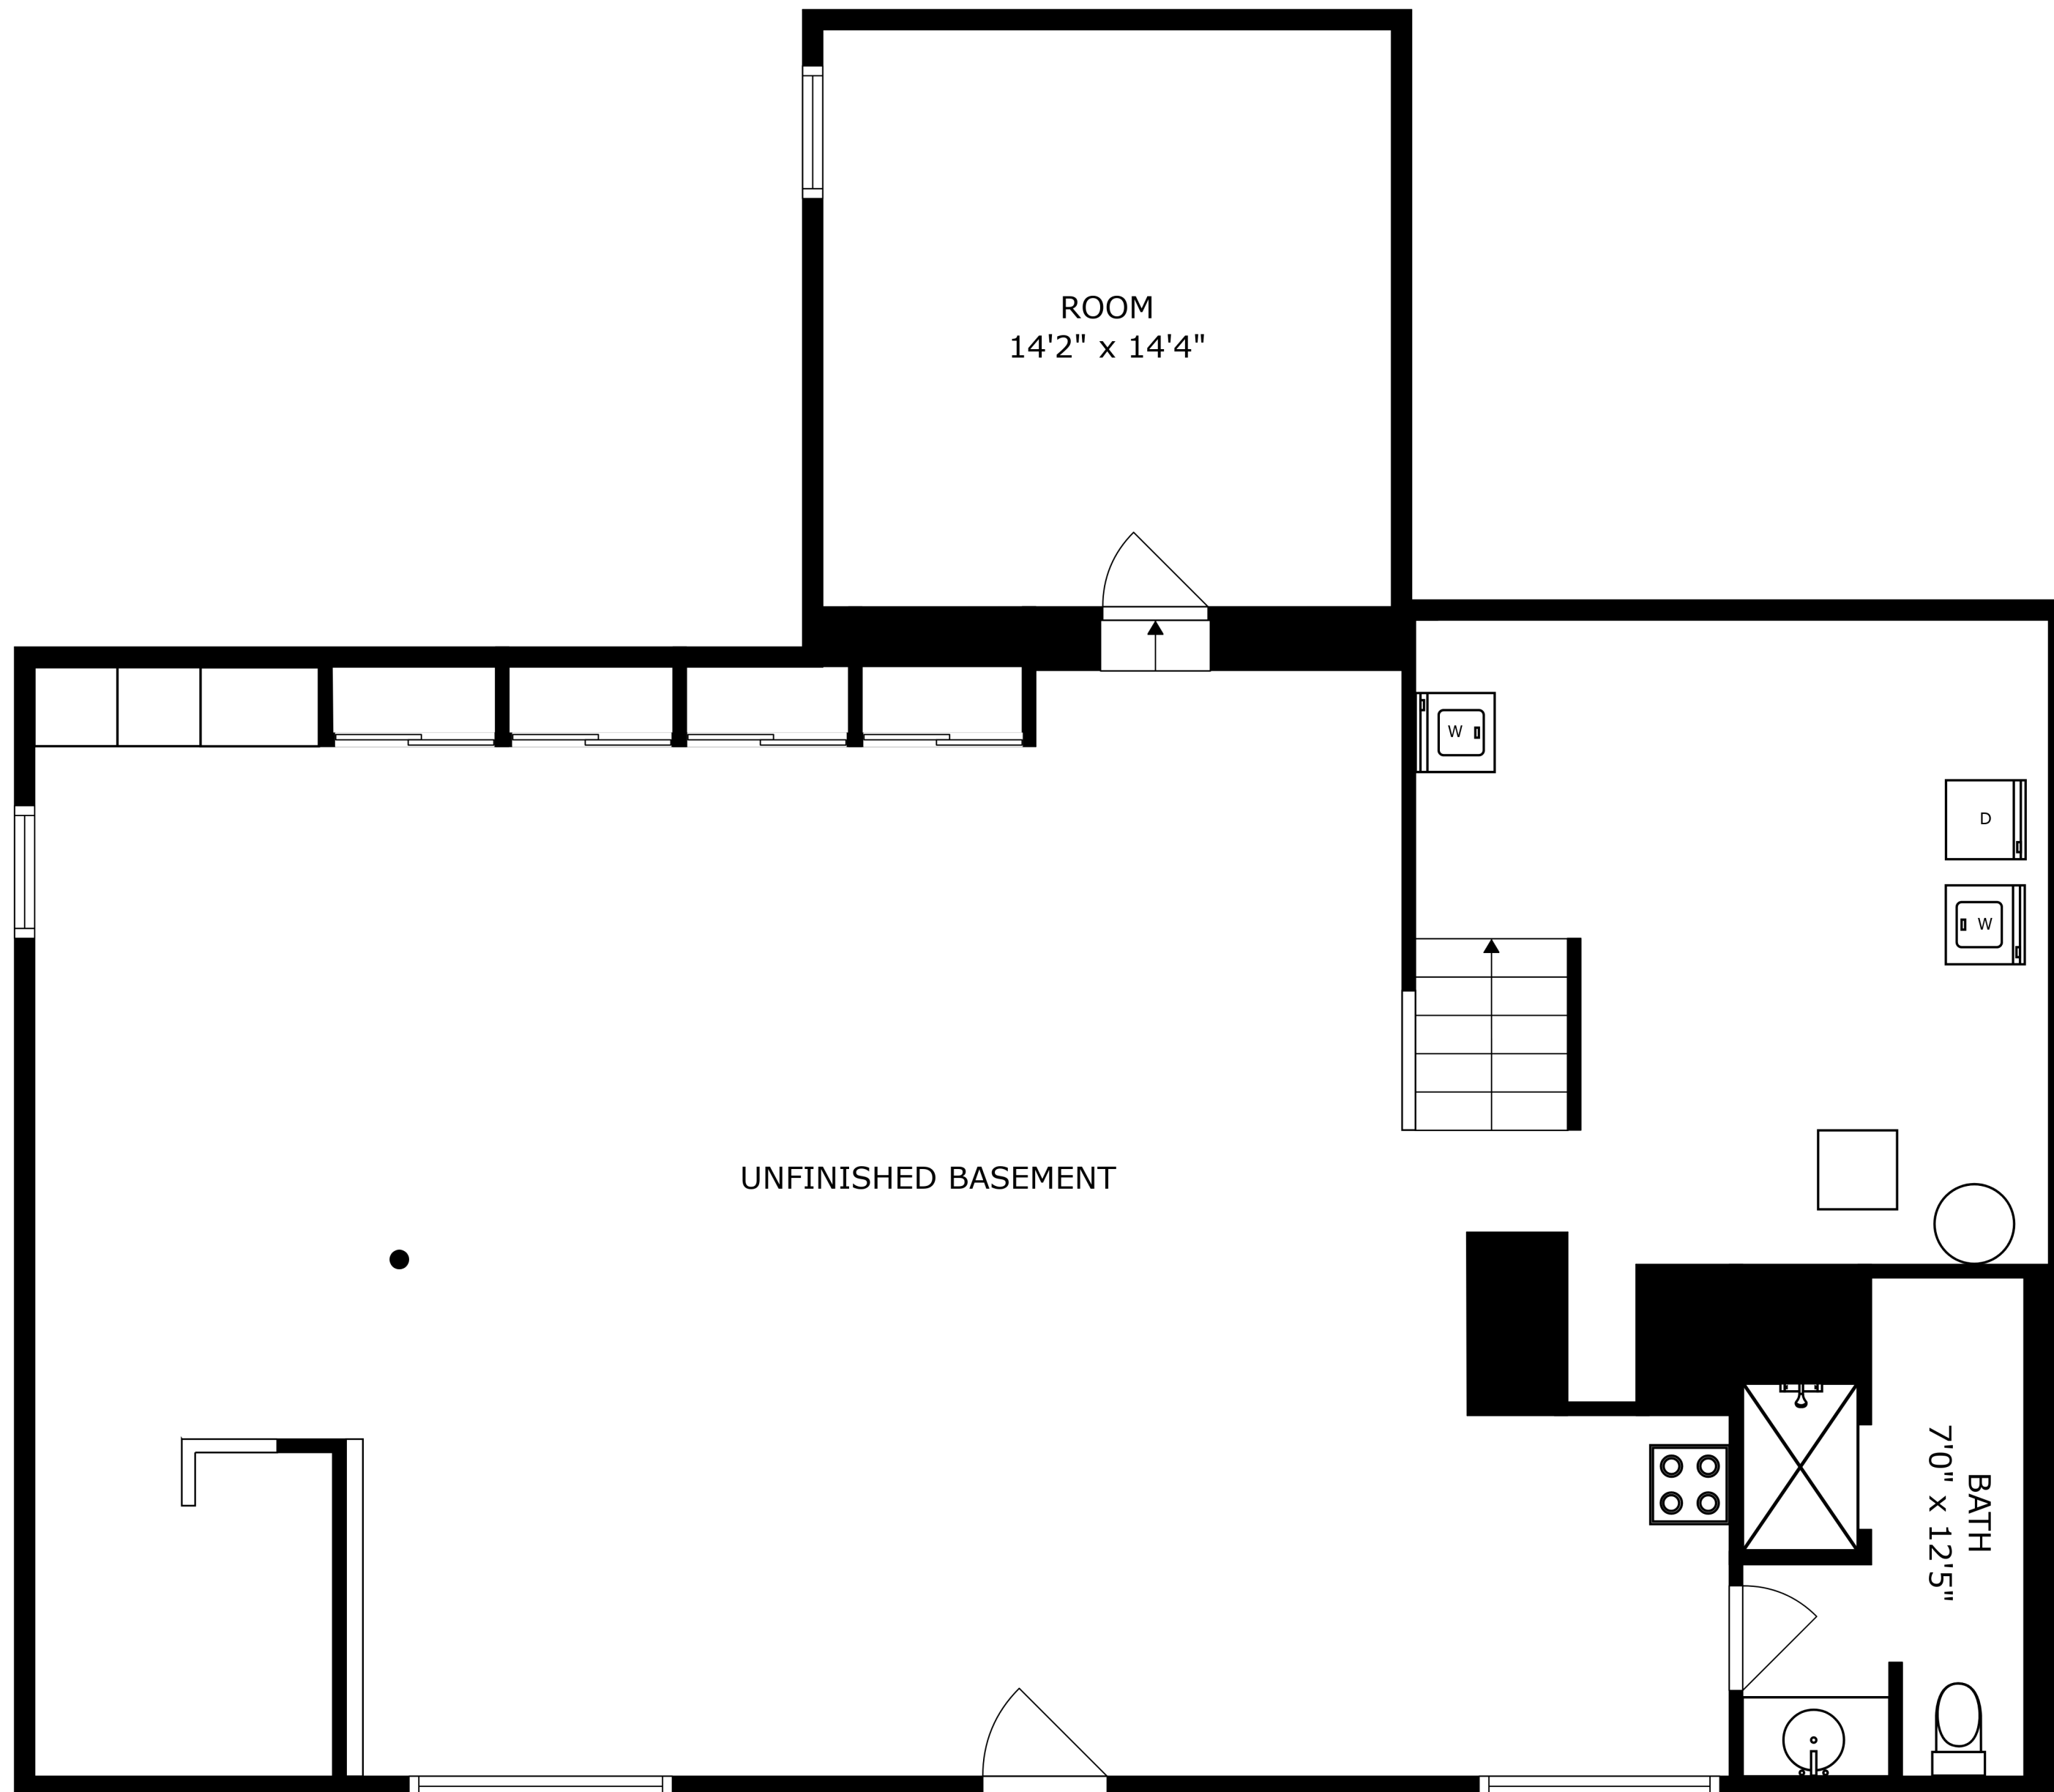 ROOM
14'2" x 14'4"
W
D
W
UNFINISHED BASEMENT
BATH
7'0" x 12'5"